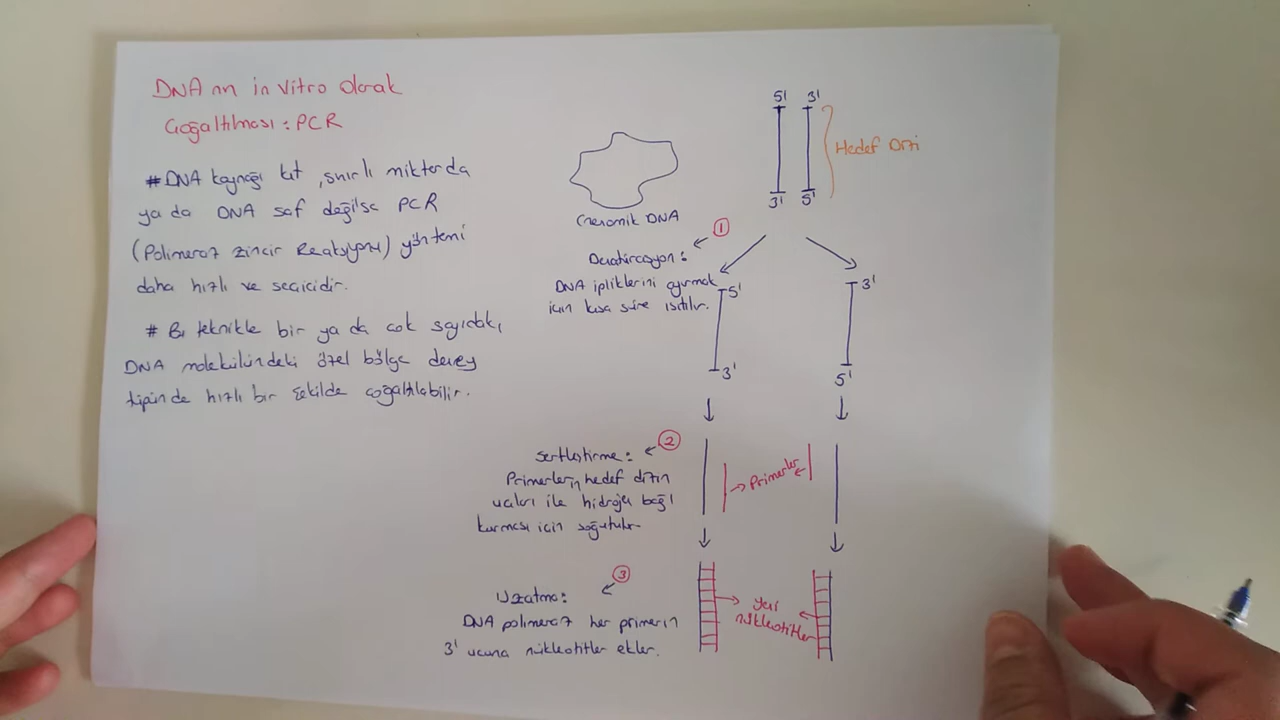 DNA nın in vitro olarak
Çoğaltılması : PCR
# DNA kaynağı kıt , sınırlı miktarda
ya da DNA saf değilse PCR
(Polimeraz zincir Reaksiyonu) yöntemi
daha hızlı ve seçicidir.
# Bu teknikle bir ya da çok sayıdaki,
DNA molekülündeki özel bölge deney
tüpünde hızlı bir şekilde çoğaltılabilir.
5' 3'
Hedef Dizi
3' 5'
Genomik DNA
1
Denatürasyon :
DNA ipliklerini ayırmak
için kısa süre ısıtılır.
5' 3'
3' 5'
2
Sertleştirme :
Primerlerin hedef dizin
uçları ile hidrojen bağı
kurması için soğutulur.
Primerler
3
Uzatma :
DNA polimeraz her primerin
3' ucuna nükleotitler ekler.
yeni
nükleotitler